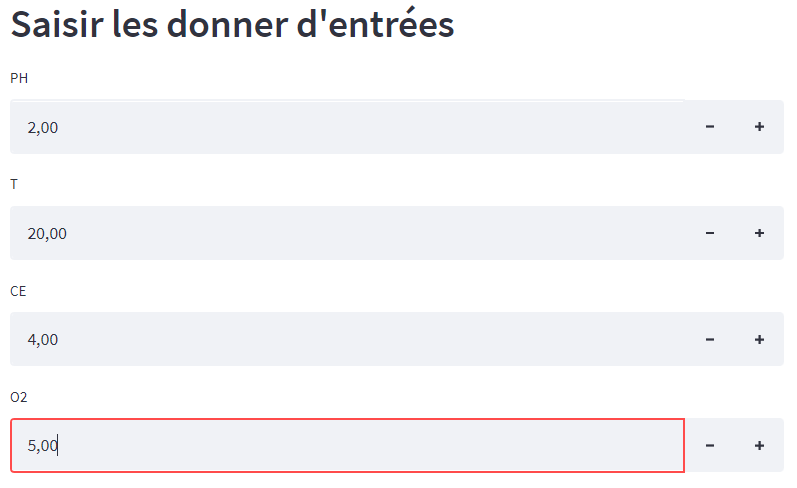 Saisir les donner d'entrées
PH
2,00
T
20,00
CE
4,00
O2
5,00